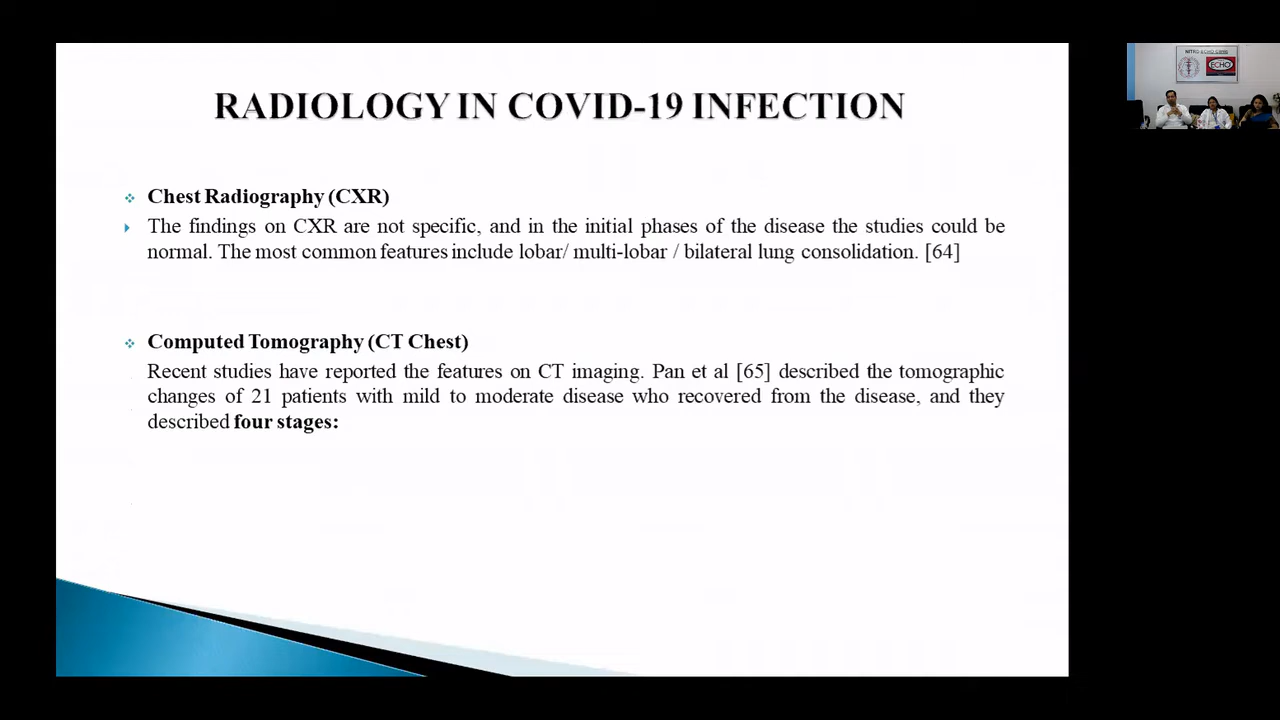 RADIOLOGY IN COVID-19 INFECTION
Chest Radiography (CXR)
The findings on CXR are not specific, and in the initial phases of the disease the studies could be
normal. The most common features include lobar/ multi-lobar / bilateral lung consolidation. [64]
Computed Tomography (CT Chest)
Recent studies have reported the features on CT imaging. Pan et al [65] described the tomographic
changes of 21 patients with mild to moderate disease who recovered from the disease, and they
described four stages:
ECHO